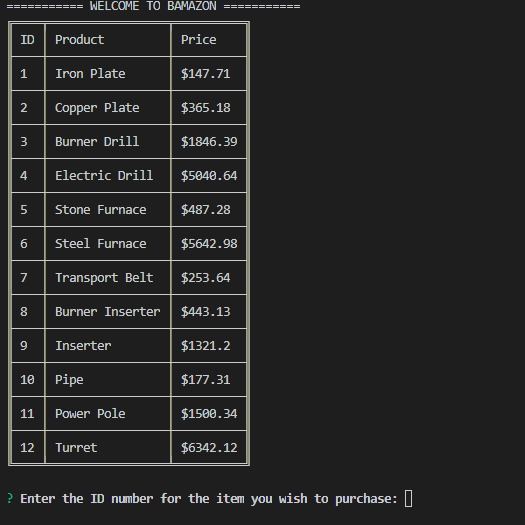 =========== WELCOME TO BAMAZON ===========
ID Product Price
1 Iron Plate $147.71
2 Copper Plate $365.18
3 Burner Drill $1846.39
4 Electric Drill $5040.64
5 Stone Furnace $487.28
6 Steel Furnace $5642.98
7 Transport Belt $253.64
8 Burner Inserter $443.13
9 Inserter $1321.2
10 Pipe $177.31
11 Power Pole $1500.34
12 Turret $6342.12
? Enter the ID number for the item you wish to purchase: